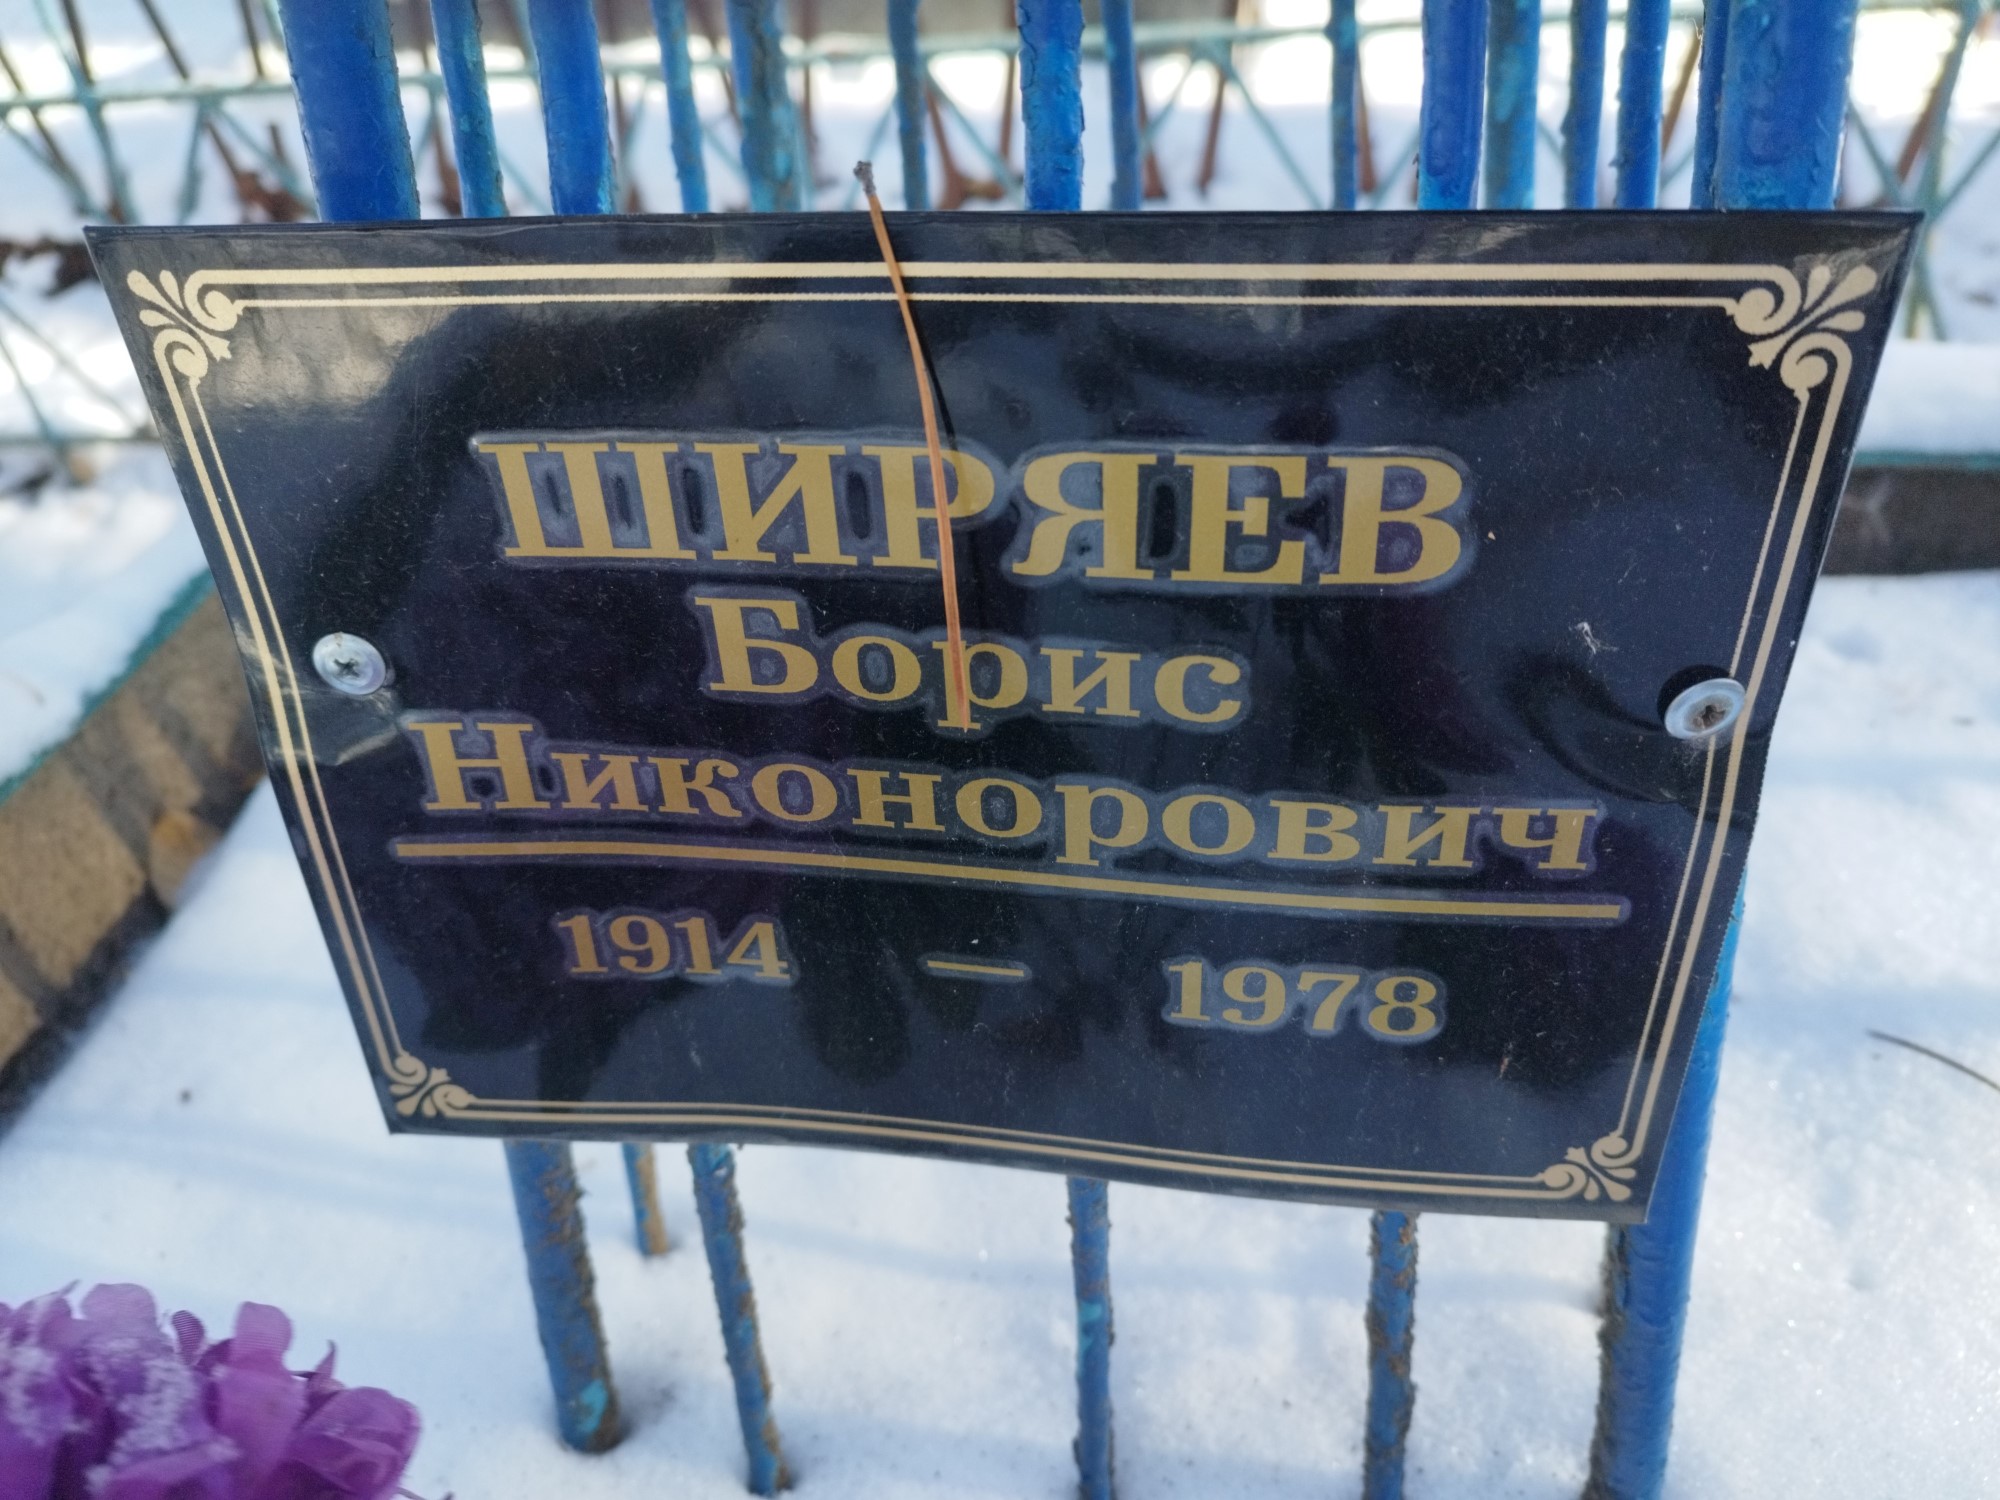 ШИРЯЕВ
Борис
Никонорович
1914 — 1978